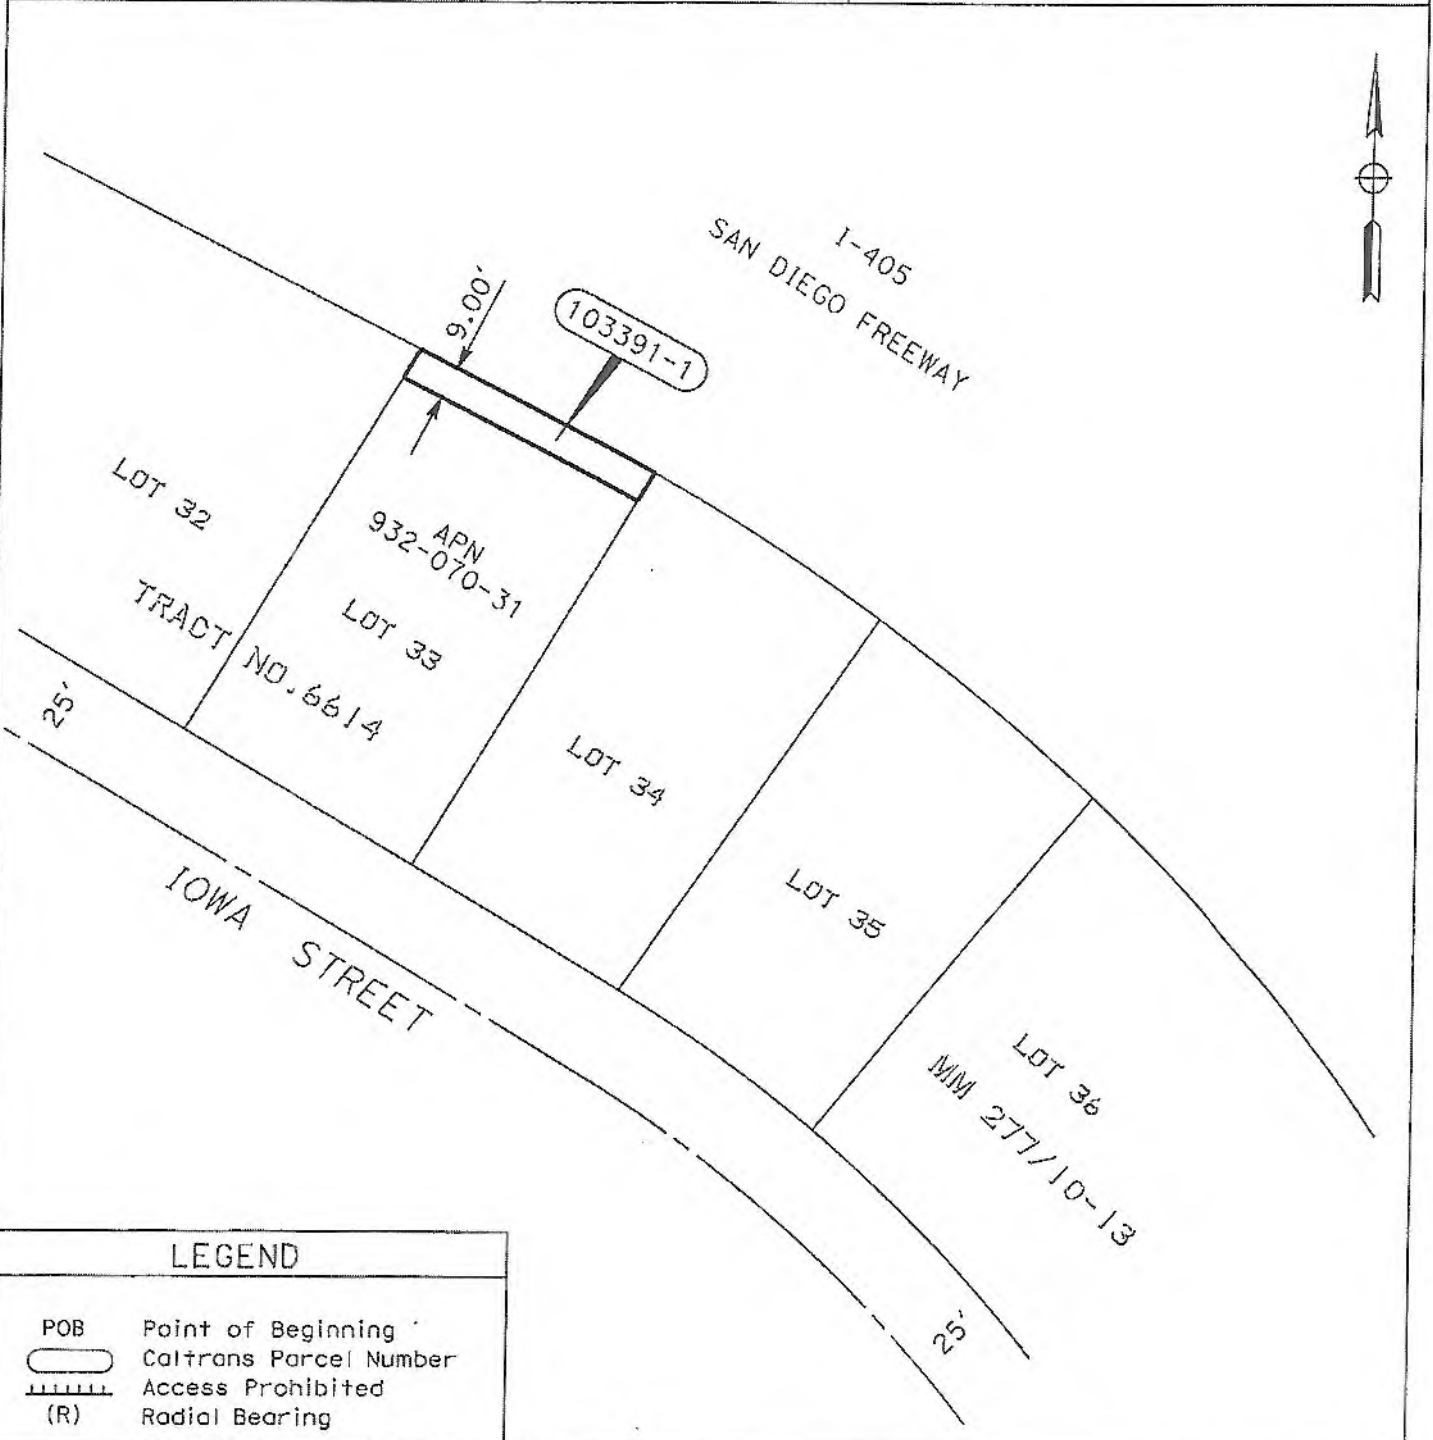 I-405
SAN DIEGO FREEWAY
9.00'
103391-1
LOT 32
APN
932-070-31
LOT 33
TRACT NO.6614
25'
LOT 34
IOWA STREET
LOT 35
LOT 36
MM 277/10-13
25'
LEGEND
POB Point of Beginning
Caltrans Parcel Number
Access Prohibited
(R) Radial Bearing